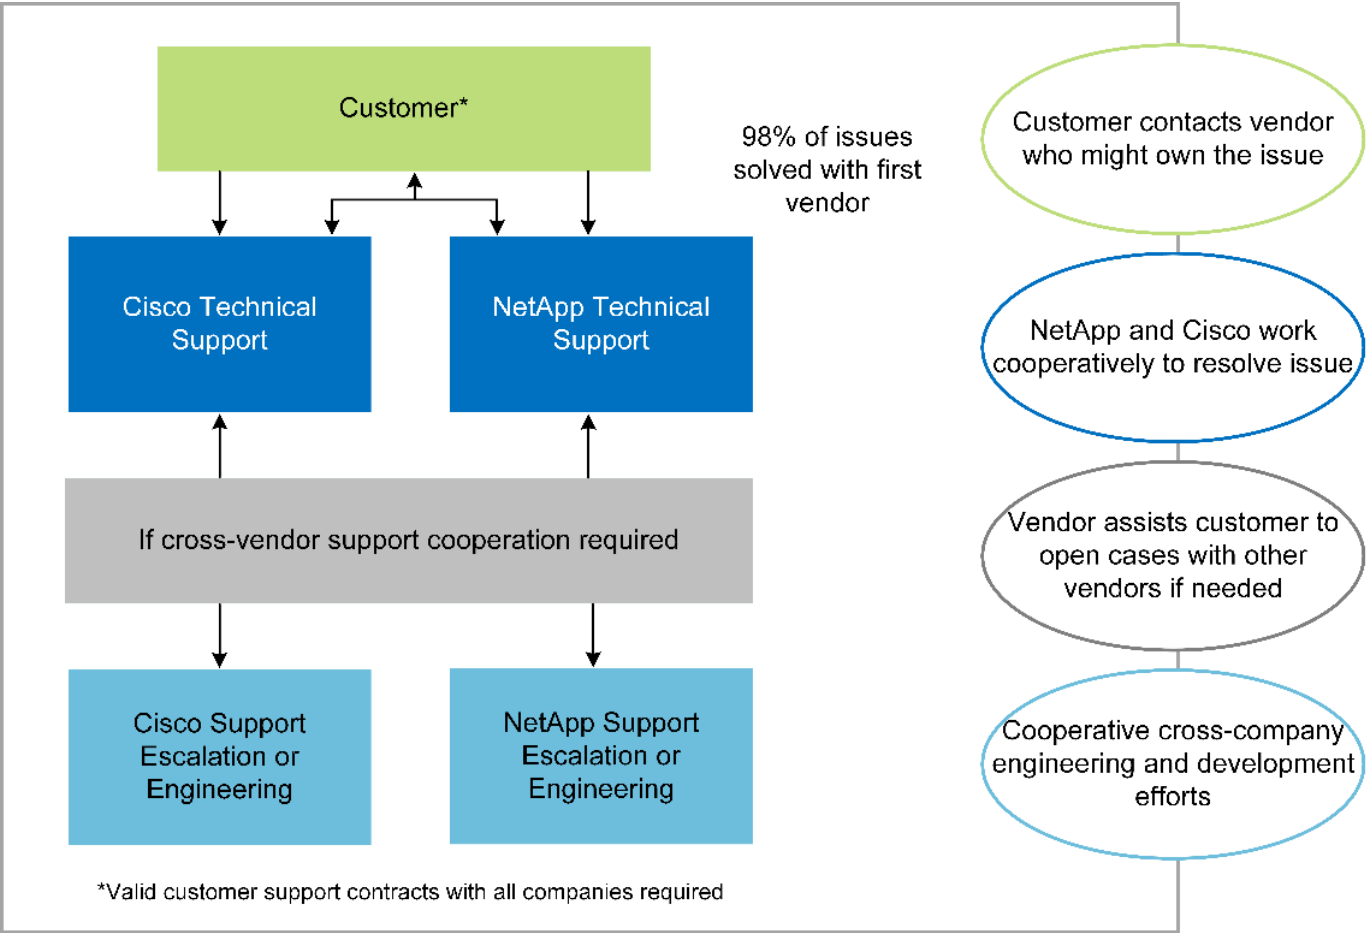 Customer*
98% of issues
solved with first
vendor
Cisco Technical
Support
NetApp Technical
Support
If cross-vendor support cooperation required
Cisco Support
Escalation or
Engineering
NetApp Support
Escalation or
Engineering
*Valid customer support contracts with all companies required
Customer contacts vendor
who might own the issue
NetApp and Cisco work
cooperatively to resolve issue
Vendor assists customer to
open cases with other
vendors if needed
Cooperative cross-company
engineering and development
efforts